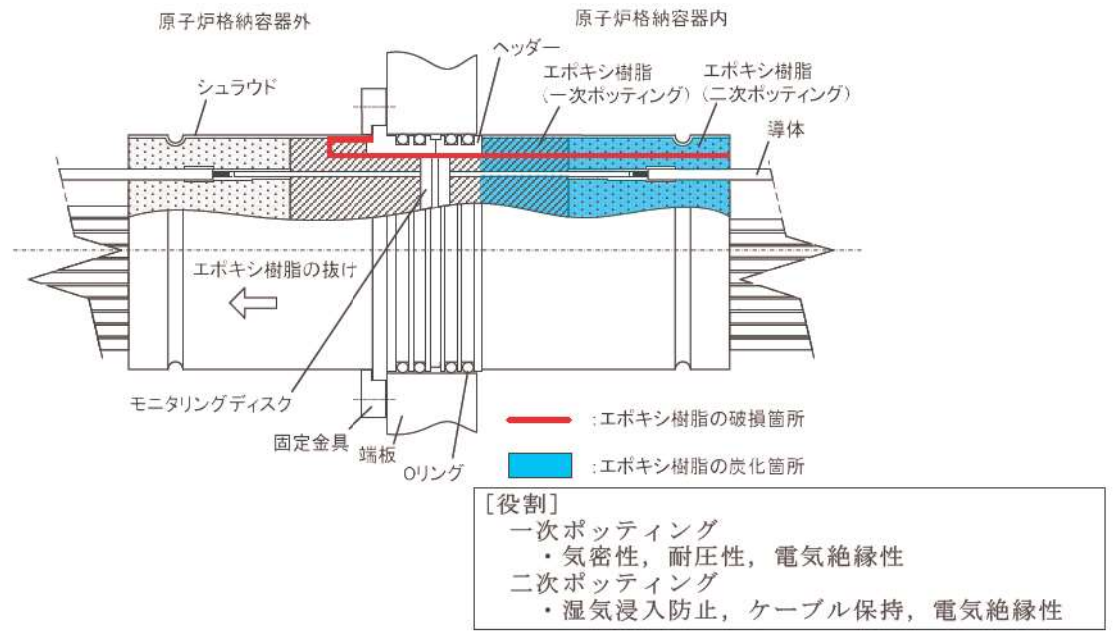 原子炉格納容器外
原子炉格納容器内
ヘッダー
エポキシ樹脂
(一次ポッティング)
エポキシ樹脂
(二次ポッティング)
シュラウド
導体
エポキシ樹脂の抜け
モニタリングディスク
固定金具
端板
Oリング
:エポキシ樹脂の破損箇所
:エポキシ樹脂の炭化箇所
[役割]
一次ポッティング
・気密性,耐圧性,電気絶縁性
二次ポッティング
・湿気浸入防止,ケーブル保持,電気絶縁性